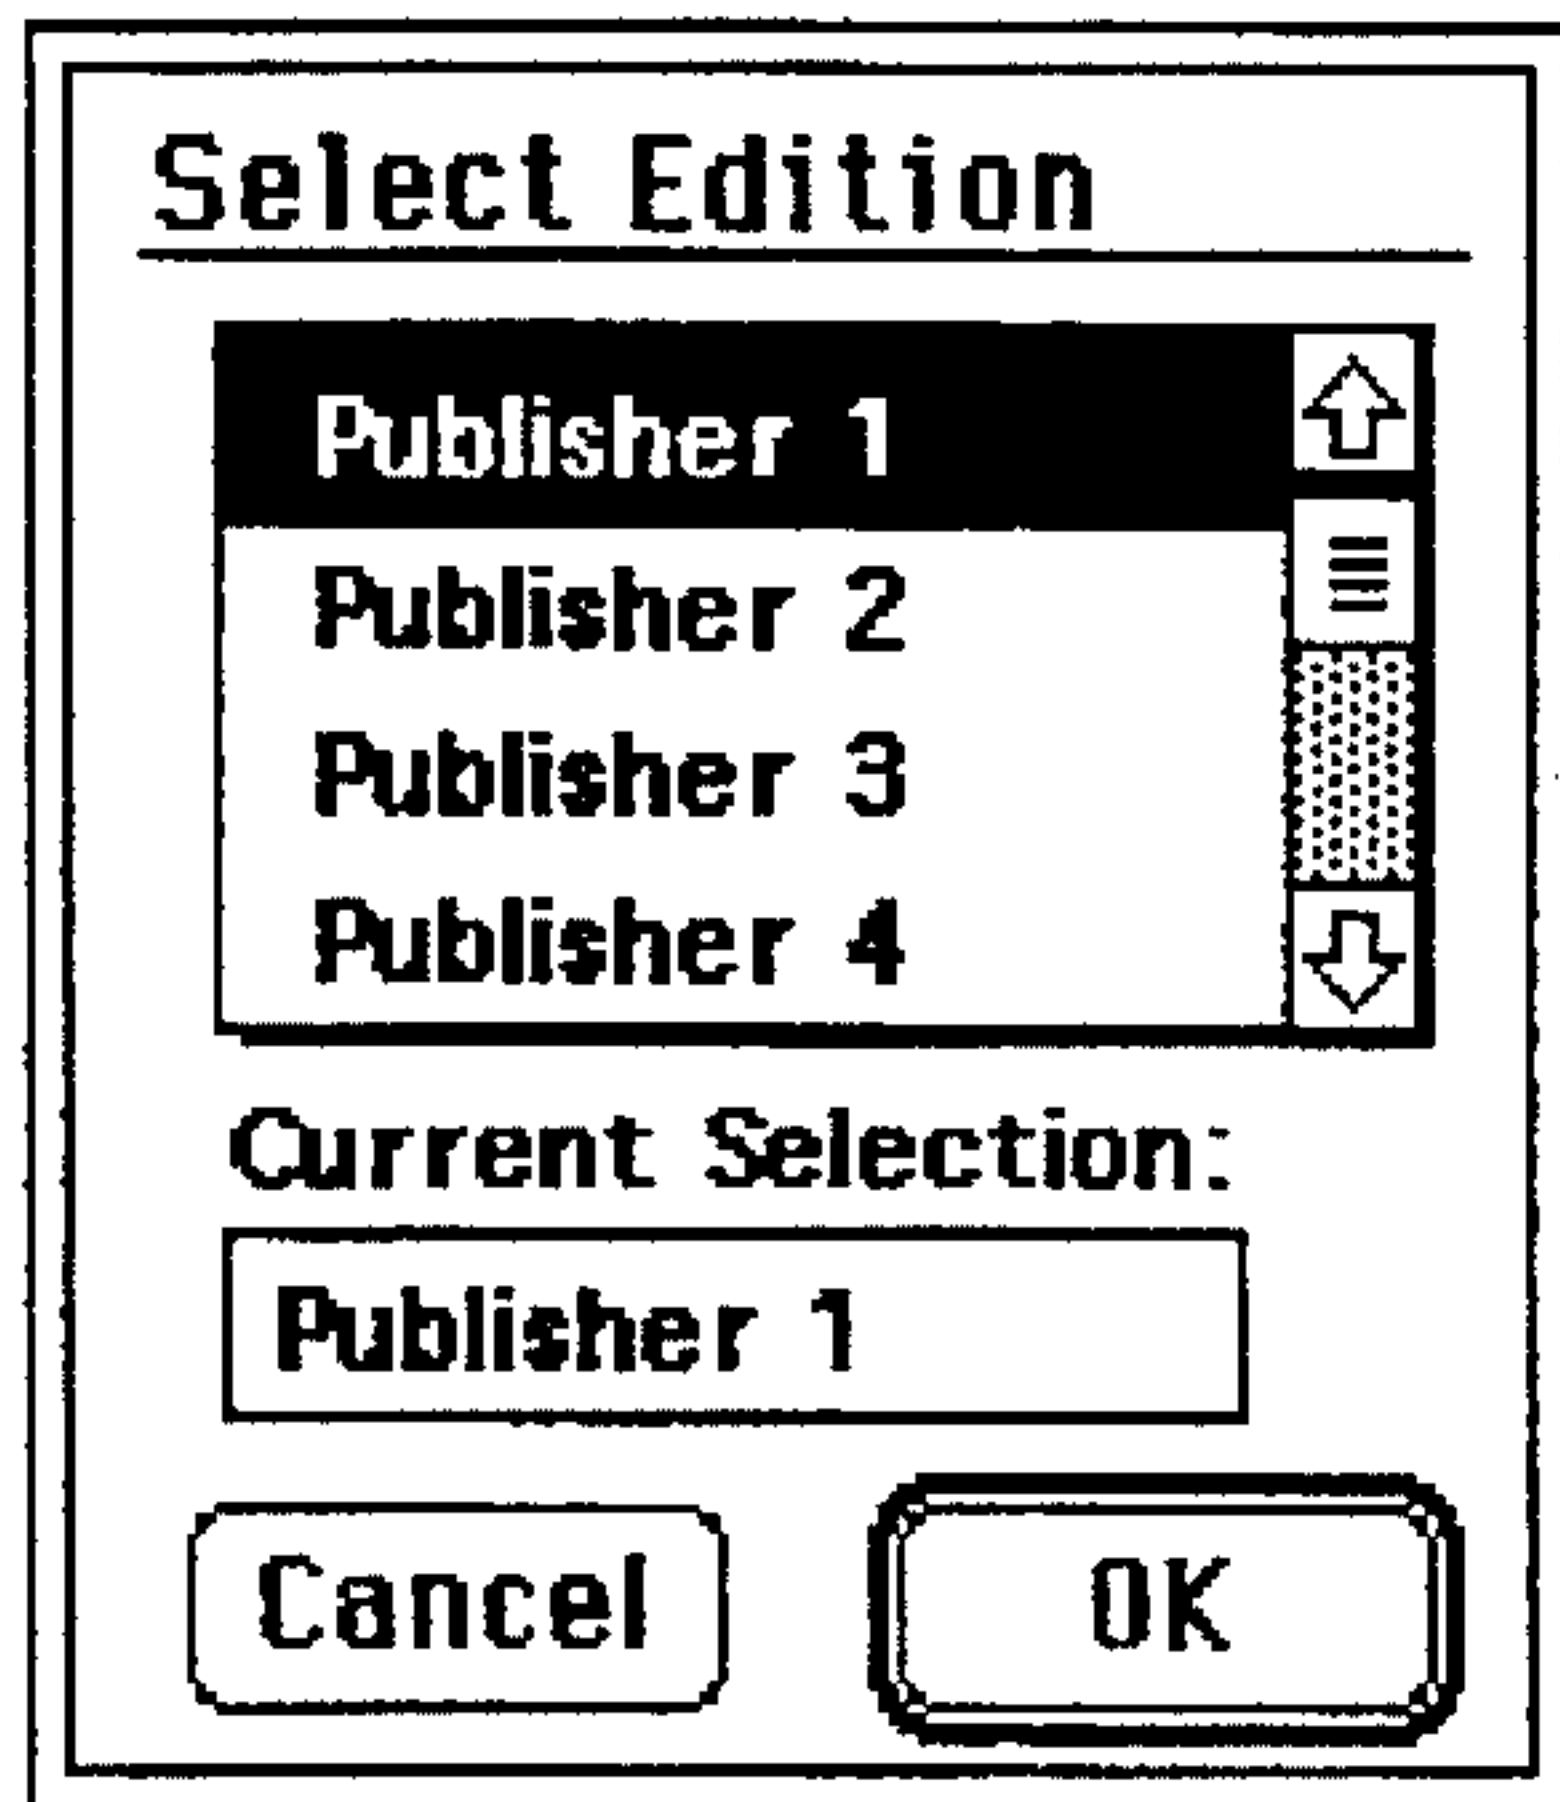 Select Edition
Publisher 1
Publisher 2
Publisher 3
Publisher 4
Current Selection:
Publisher 1
Cancel
OK